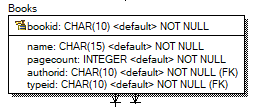 Books
bookid: CHAR(10) <default> NOT NULL
name: CHAR(15) <default> NOT NULL
pagecount: INTEGER <default> NOT NULL
authorid: CHAR(10) <default> NOT NULL (FK)
typeid: CHAR(10) <default> NOT NULL (FK)